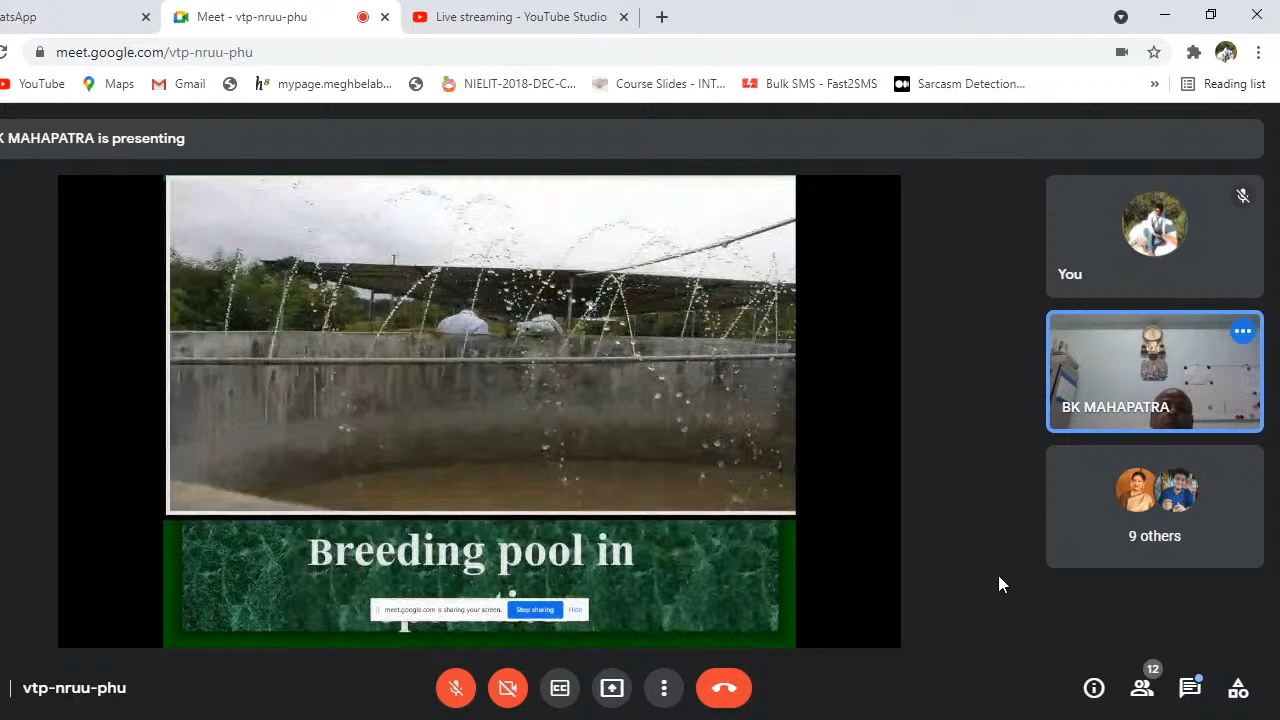 atsApp
Meet - vtp-nruu-phu
Live streaming - YouTube Studio
meet.google.com/vtp-nruu-phu
YouTube
Maps
Gmail
mypage.meghbelab...
NIELIT-2018-DEC-C...
Course Slides - INT...
Bulk SMS - Fast2SMS
Sarcasm Detection...
»
Reading list
K MAHAPATRA is presenting
You
BK MAHAPATRA
9 others
Breeding pool in
meet.google.com is sharing your screen.
Stop sharing
Hide
vtp-nruu-phu
12